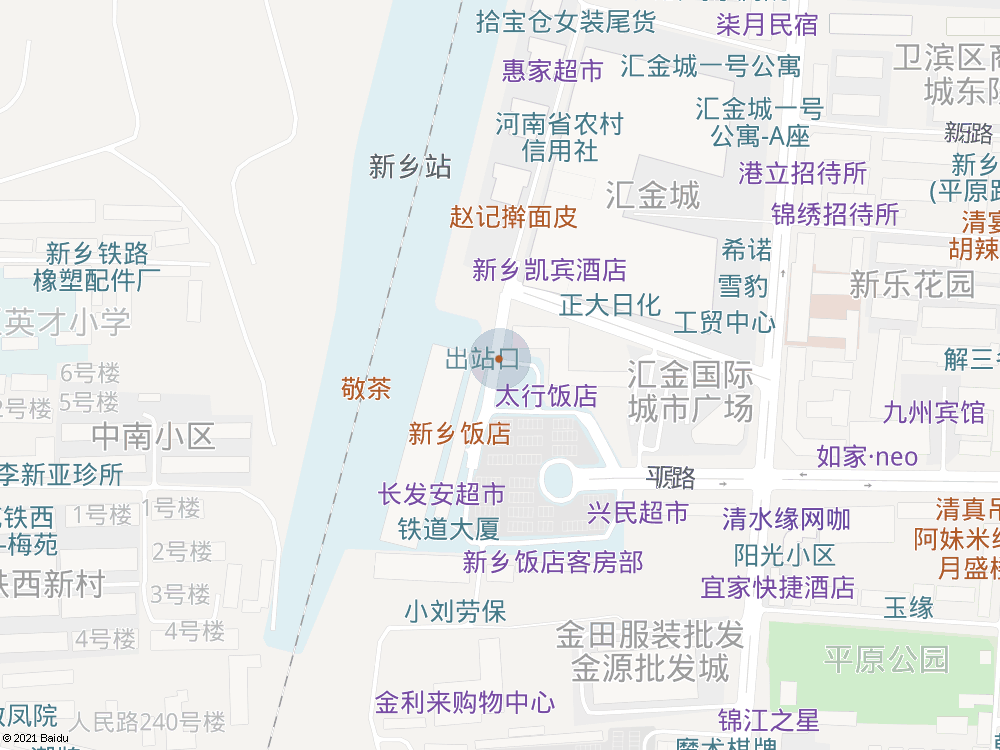 拾宝仓女装尾货
柒月民宿
惠家超市
汇金城一号公寓
卫滨区商
城东院
汇金城一号
公寓-A座
河南省农村
信用社
新乡站
港立招待所
新乡
(平原路
汇金城
锦绣招待所
赵记擀面皮
清宴
胡辣
新乡铁路
橡塑配件厂
希诺
新乡凯宾酒店
雪豹
新乐花园
正大日化
工贸中心
英才小学
出站口
解三爷
6号楼
敬茶
太行饭店
汇金国际
城市广场
2号楼
5号楼
九州宾馆
中南小区
新乡饭店
如家·neo
李新亚珍所
平原路
长发安超市
兴民超市
清水缘网咖
清真吊
1号楼
1号楼
铁西
-梅苑
铁道大厦
阿妹米线
2号楼
阳光小区
月盛楼
新乡饭店客房部
铁西新村
3号楼
宜家快捷酒店
小刘劳保
玉缘
4号楼
4号楼
金田服装批发
金源批发城
平原公园
金利来购物中心
凤院
人民路240号楼
锦江之星
魔术棋牌
© 2021 Baidu